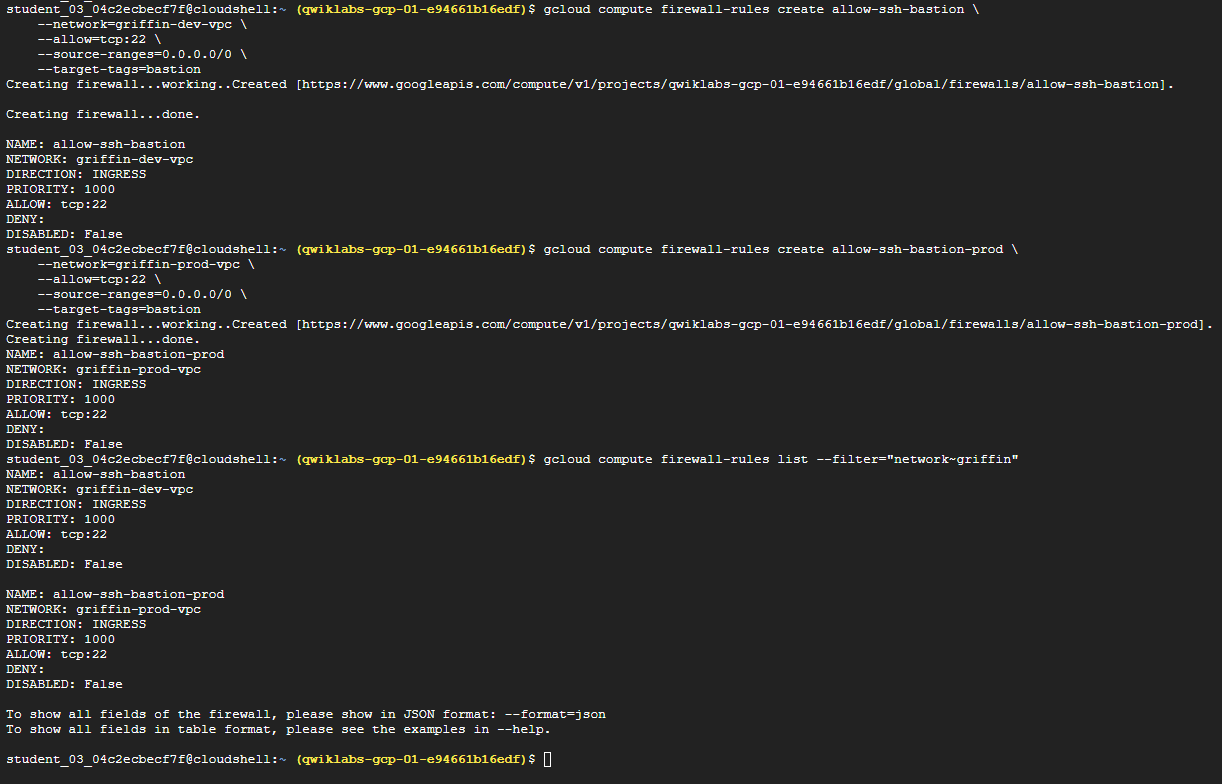 student_03_04c2ecbecf7f@cloudshell:~ (qwiklabs-gcp-01-e94661b16edf)$ gcloud compute firewall-rules create allow-ssh-bastion \
    --network=griffin-dev-vpc \
    --allow=tcp:22 \
    --source-ranges=0.0.0.0/0 \
    --target-tags=bastion
Creating firewall...working..Created [https://www.googleapis.com/compute/v1/projects/qwiklabs-gcp-01-e94661b16edf/global/firewalls/allow-ssh-bastion].
Creating firewall...done.
NAME: allow-ssh-bastion
NETWORK: griffin-dev-vpc
DIRECTION: INGRESS
PRIORITY: 1000
ALLOW: tcp:22
DENY:
DISABLED: False
student_03_04c2ecbecf7f@cloudshell:~ (qwiklabs-gcp-01-e94661b16edf)$ gcloud compute firewall-rules create allow-ssh-bastion-prod \
    --network=griffin-prod-vpc \
    --allow=tcp:22 \
    --source-ranges=0.0.0.0/0 \
    --target-tags=bastion
Creating firewall...working..Created [https://www.googleapis.com/compute/v1/projects/qwiklabs-gcp-01-e94661b16edf/global/firewalls/allow-ssh-bastion-prod].
Creating firewall...done.
NAME: allow-ssh-bastion-prod
NETWORK: griffin-prod-vpc
DIRECTION: INGRESS
PRIORITY: 1000
ALLOW: tcp:22
DENY:
DISABLED: False
student_03_04c2ecbecf7f@cloudshell:~ (qwiklabs-gcp-01-e94661b16edf)$ gcloud compute firewall-rules list --filter="network~griffin"
NAME: allow-ssh-bastion
NETWORK: griffin-dev-vpc
DIRECTION: INGRESS
PRIORITY: 1000
ALLOW: tcp:22
DENY:
DISABLED: False
NAME: allow-ssh-bastion-prod
NETWORK: griffin-prod-vpc
DIRECTION: INGRESS
PRIORITY: 1000
ALLOW: tcp:22
DENY:
DISABLED: False
To show all fields of the firewall, please show in JSON format: --format=json
To show all fields in table format, please see the examples in --help.
student_03_04c2ecbecf7f@cloudshell:~ (qwiklabs-gcp-01-e94661b16edf)$